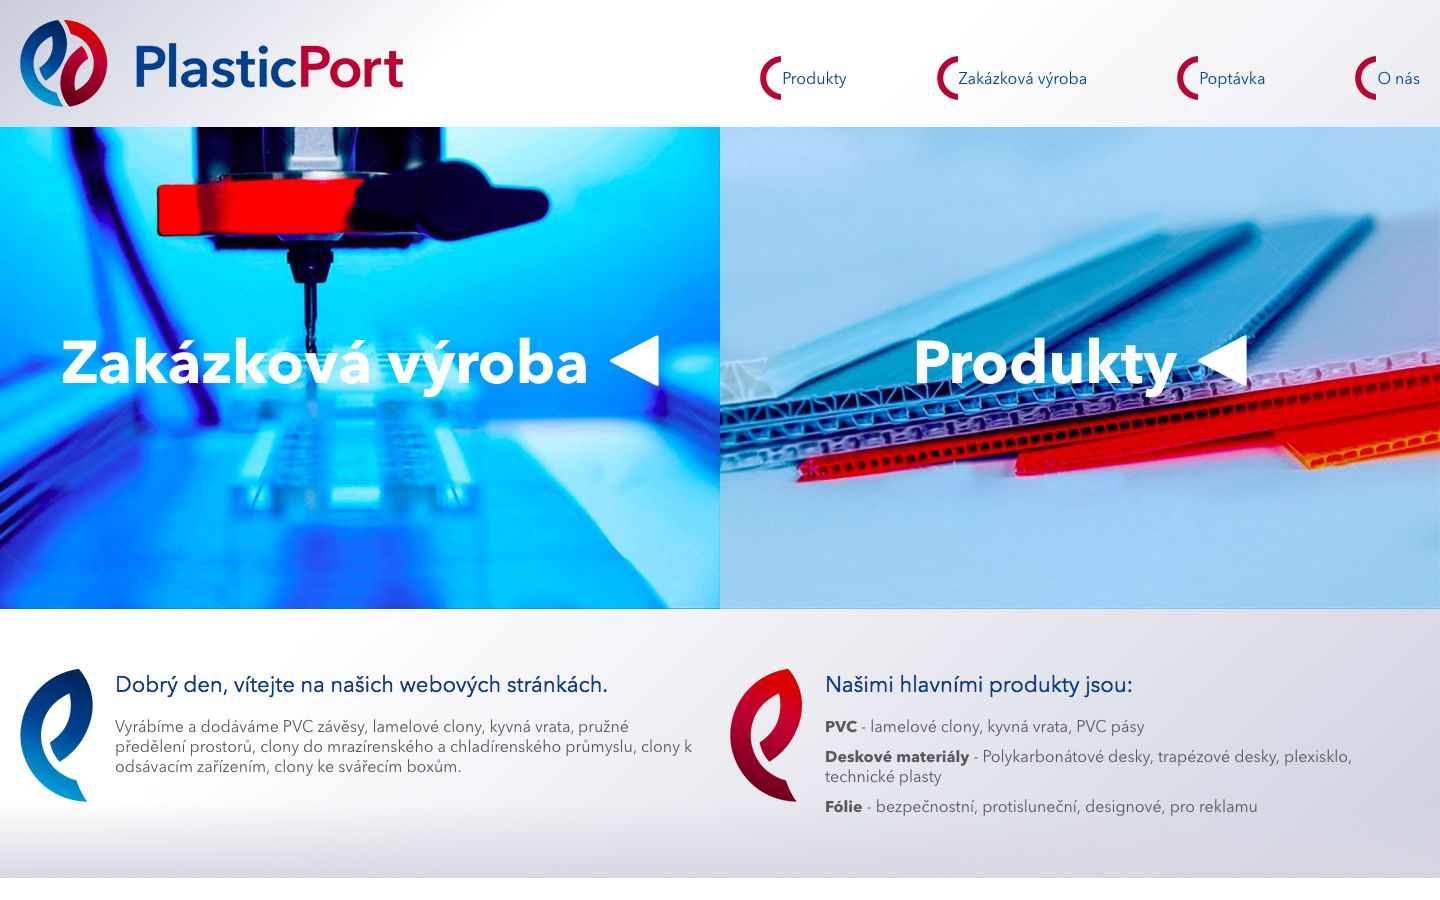 PlasticPort
Produkty
Zakázková výroba
Poptávka
O nás
Zakázková výroba
Produkty
Dobrý den, vítejte na našich webových stránkách.
Vyrábíme a dodáváme PVC závěsy, lamelové clony, kyvná vrata, pružné
předělení prostorů, clony do mrazírenského a chladírenského průmyslu, clony k
odsávacím zařízením, clony ke svářecím boxům.
Našimi hlavními produkty jsou:
PVC - lamelové clony, kyvná vrata, PVC pásy
Deskové materiály - Polykarbonátové desky, trapézové desky, plexisklo,
technické plasty
Fólie - bezpečnostní, protisluneční, designové, pro reklamu